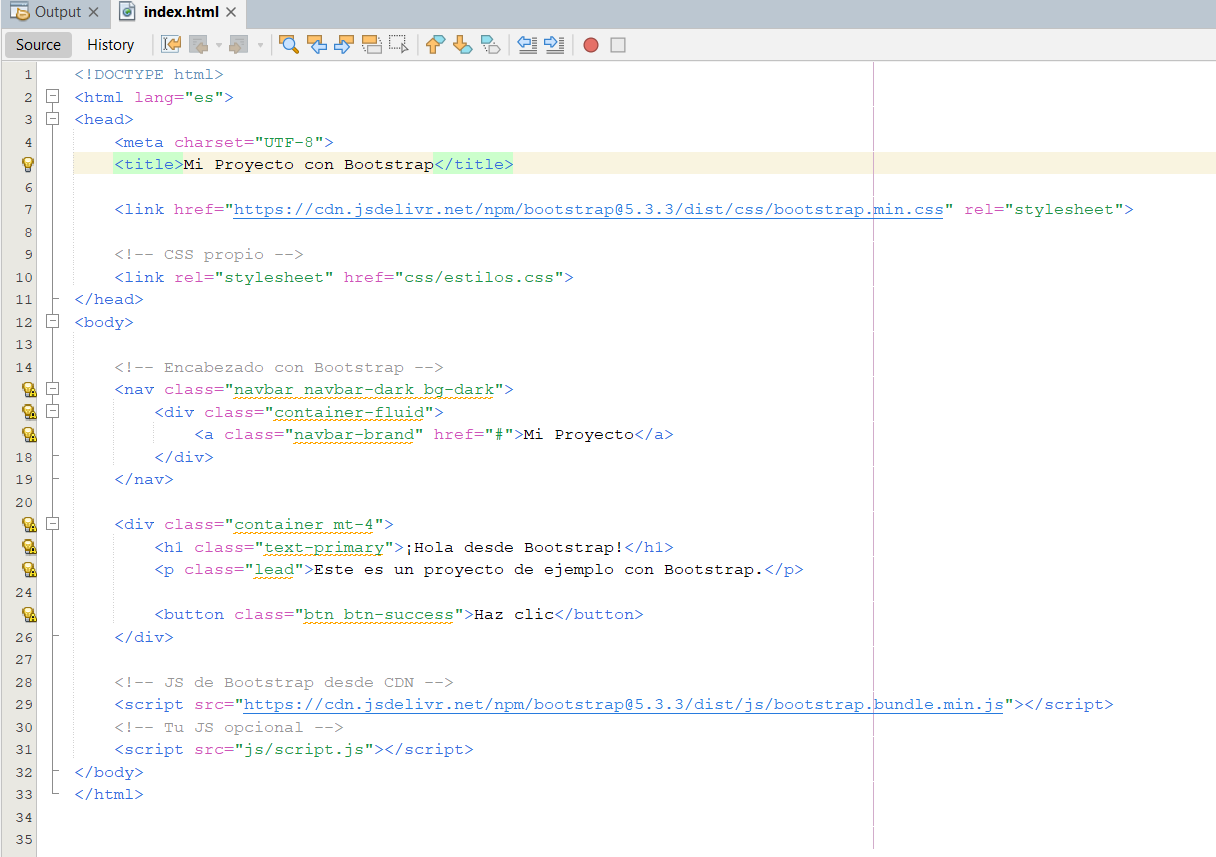 Output
index.html
Source History
1 <!DOCTYPE html>
2 <html lang="es">
3 <head>
4 <meta charset="UTF-8">
<title>Mi Proyecto con Bootstrap</title>
6
7 <link href="https://cdn.jsdelivr.net/npm/bootstrap@5.3.3/dist/css/bootstrap.min.css" rel="stylesheet">
8
9 <!-- CSS propio -->
10 <link rel="stylesheet" href="css/estilos.css">
11 </head>
12 <body>
13
14 <!-- Encabezado con Bootstrap -->
<nav class="navbar navbar-dark bg-dark">
<div class="container-fluid">
<a class="navbar-brand" href="#">Mi Proyecto</a>
18 </div>
19 </nav>
20
<div class="container mt-4">
<h1 class="text-primary">¡Hola desde Bootstrap!</h1>
<p class="lead">Este es un proyecto de ejemplo con Bootstrap.</p>
24
<button class="btn btn-success">Haz clic</button>
26 </div>
27
28 <!-- JS de Bootstrap desde CDN -->
29 <script src="https://cdn.jsdelivr.net/npm/bootstrap@5.3.3/dist/js/bootstrap.bundle.min.js"></script>
30 <!-- Tu JS opcional -->
31 <script src="js/script.js"></script>
32 </body>
33 </html>
34
35